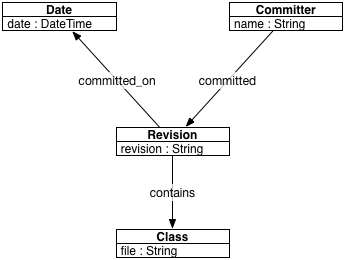 Date
date : DateTime
Committer
name : String
committed_on
committed
Revision
revision : String
contains
Class
file : String